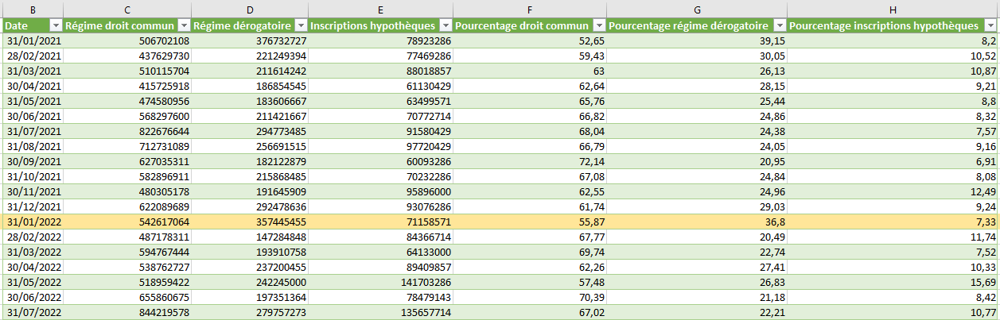 B C D E F G H
Date Régime droit commun Régime dérogatoire Inscriptions hypothèques Pourcentage droit commun Pourcentage régime dérogatoire Pourcentage inscriptions hypothèques
31/01/2021 506702108 376732727 78923286 52,65 39,15 8,2
28/02/2021 437629730 221249394 77469286 59,43 30,05 10,52
31/03/2021 510115704 211614242 88018857 63 26,13 10,87
30/04/2021 415725918 186854545 61130429 62,64 28,15 9,21
31/05/2021 474580956 183606667 63499571 65,76 25,44 8,8
30/06/2021 568297600 211421667 70772714 66,82 24,86 8,32
31/07/2021 822676644 294773485 91580429 68,04 24,38 7,57
31/08/2021 712731089 256691515 97720429 66,79 24,05 9,16
30/09/2021 627035311 182122879 60093286 72,14 20,95 6,91
31/10/2021 582896911 215868485 70232286 67,08 24,84 8,08
30/11/2021 480305178 191645909 95896000 62,55 24,96 12,49
31/12/2021 622089689 292478636 93076286 61,74 29,03 9,24
31/01/2022 542617064 357445455 71158571 55,87 36,8 7,33
28/02/2022 487178311 147284848 84366714 67,77 20,49 11,74
31/03/2022 594767444 193910758 64133000 69,74 22,74 7,52
30/04/2022 538762727 237200455 89409857 62,26 27,41 10,33
31/05/2022 518959422 242245000 141703286 57,48 26,83 15,69
30/06/2022 655860675 197351364 78479143 70,39 21,18 8,42
31/07/2022 844219578 279757273 135657714 67,02 22,21 10,77